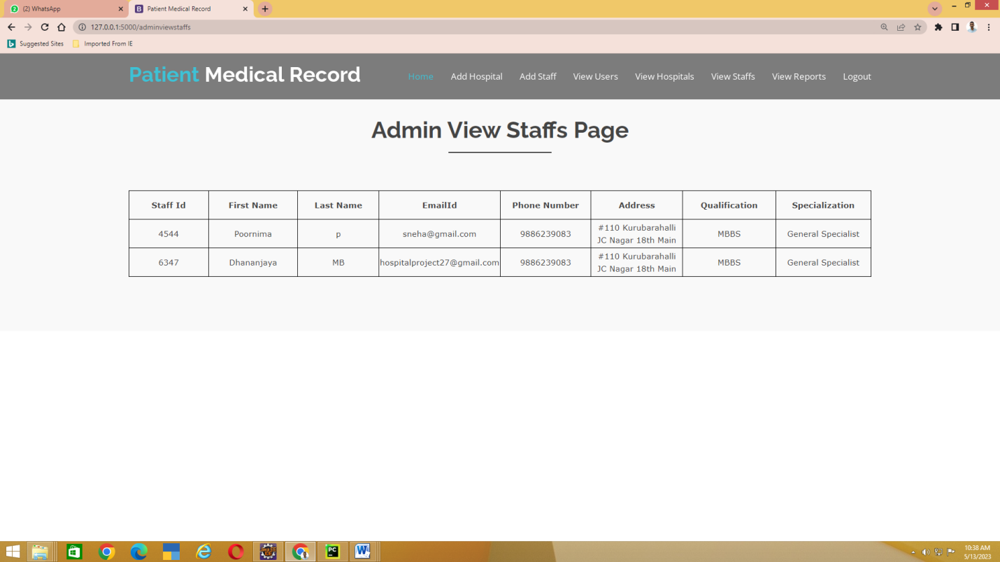 (2) WhatsApp
Patient Medical Record
127.0.0.1:5000/adminviewstaffs
Suggested Sites
Imported From IE
Patient Medical Record
Home Add Hospital Add Staff View Users View Hospitals View Staffs View Reports Logout
Admin View Staffs Page
Staff Id First Name Last Name EmailId Phone Number Address Qualification Specialization
4544 Poornima p sneha@gmail.com 9886239083 #110 Kurubarahalli JC Nagar 18th Main MBBS General Specialist
6347 Dhananjaya MB hospitalproject27@gmail.com 9886239083 #110 Kurubarahalli JC Nagar 18th Main MBBS General Specialist
Java EE
IDE
PC
10:38 AM
5/13/2023